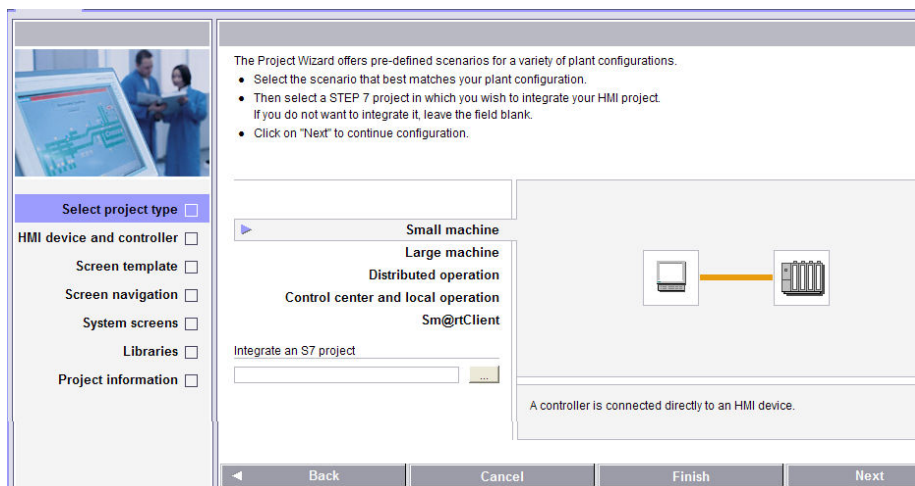 The Project Wizard offers pre-defined scenarios for a variety of plant configurations.
● Select the scenario that best matches your plant configuration.
● Then select a STEP 7 project in which you wish to integrate your HMI project.
If you do not want to integrate it, leave the field blank.
● Click on "Next" to continue configuration.
Select project type
HMI device and controller
Screen template
Screen navigation
System screens
Libraries
Project information
Small machine
Large machine
Distributed operation
Control center and local operation
Sm@rtClient
Integrate an S7 project
...
A controller is connected directly to an HMI device.
Back
Cancel
Finish
Next